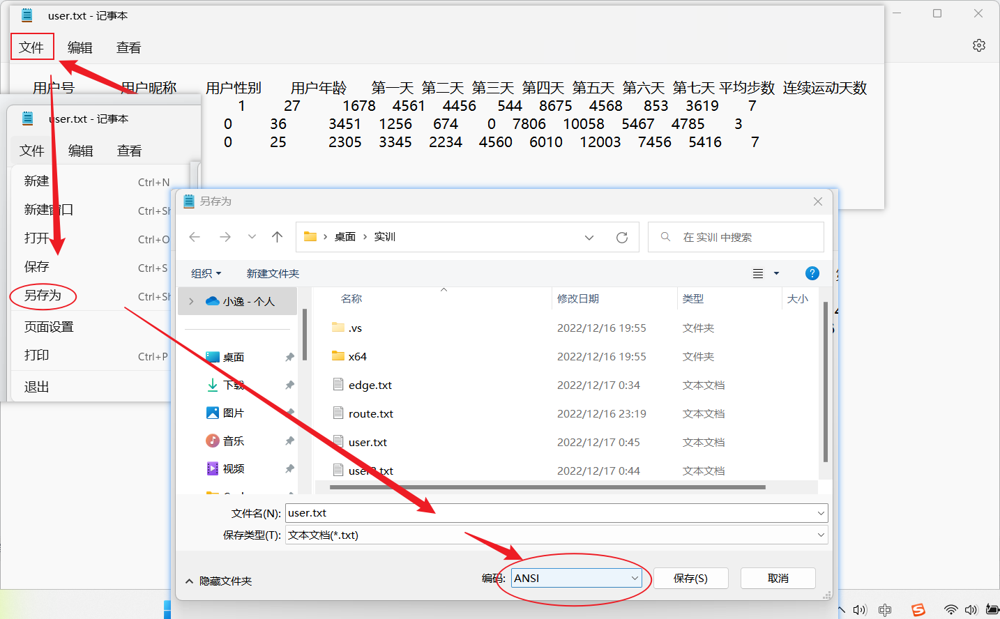 user.txt - 记事本
文件 编辑 查看
用户号 用户昵称 用户性别 用户年龄 第一天 第二天 第三天 第四天 第五天 第六天 第七天 平均步数 连续运动天数
1 27 1678 4561 4456 544 8675 4568 853 3619 7
0 36 3451 1256 674 0 7806 10058 5467 4785 3
0 25 2305 3345 2234 4560 6010 12003 7456 5416 7
user.txt - 记事本
文件 编辑 查看
新建 Ctrl+N
新建窗口 Ctrl+Sh
打开 Ctrl+O
保存 Ctrl+S
另存为 Ctrl+Sh
页面设置
打印 Ctrl+P
退出
另存为
桌面 › 实训
在 实训 中搜索
组织 新建文件夹
小逸 - 个人
桌面
下载
图片
音乐
视频
名称 修改日期 类型 大小
.vs 2022/12/16 19:55 文件夹
x64 2022/12/16 19:55 文件夹
edge.txt 2022/12/17 0:34 文本文档
route.txt 2022/12/16 23:19 文本文档
user.txt 2022/12/17 0:45 文本文档
user2.txt 2022/12/17 0:44 文本文档
文件名(N): user.txt
保存类型(T): 文本文档(*.txt)
隐藏文件夹 编码: ANSI 保存(S) 取消
中